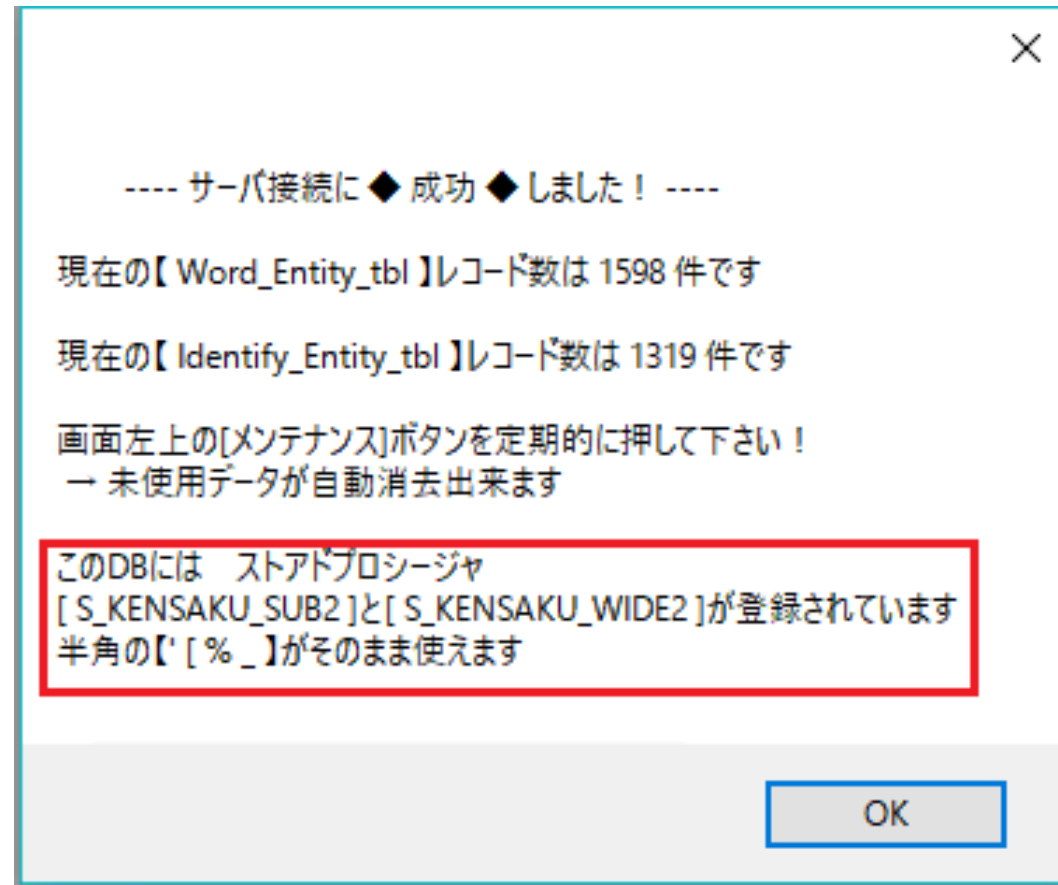 ---- サーバ接続に ◆ 成功 ◆ しました！ ----
現在の【 Word_Entity_tbl 】レコード数は 1598 件です
現在の【 Identify_Entity_tbl 】レコード数は 1319 件です
画面左上の[メンテナンス]ボタンを定期的に押して下さい！
→ 未使用データが自動消去出来ます
このDBには　ストアドプロシージャ
[ S_KENSAKU_SUB2 ]と[ S_KENSAKU_WIDE2 ]が登録されています
半角の【' [ % _ 】がそのまま使えます
OK